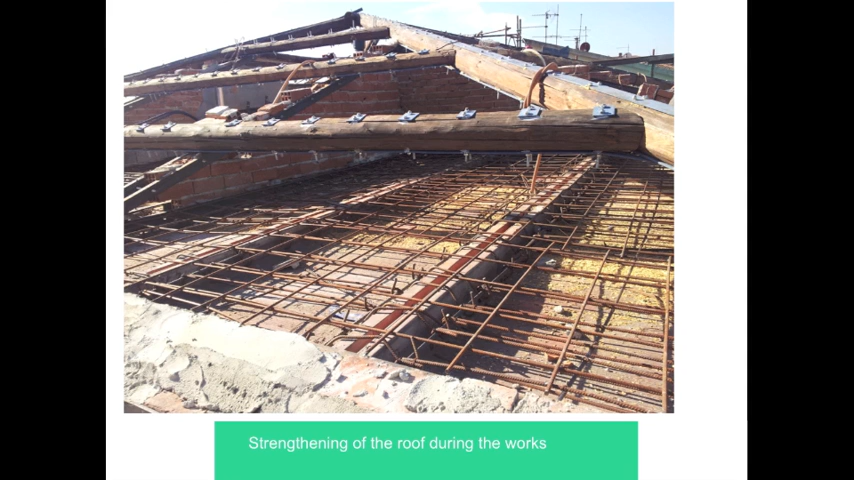 Strengthening of the roof during the works